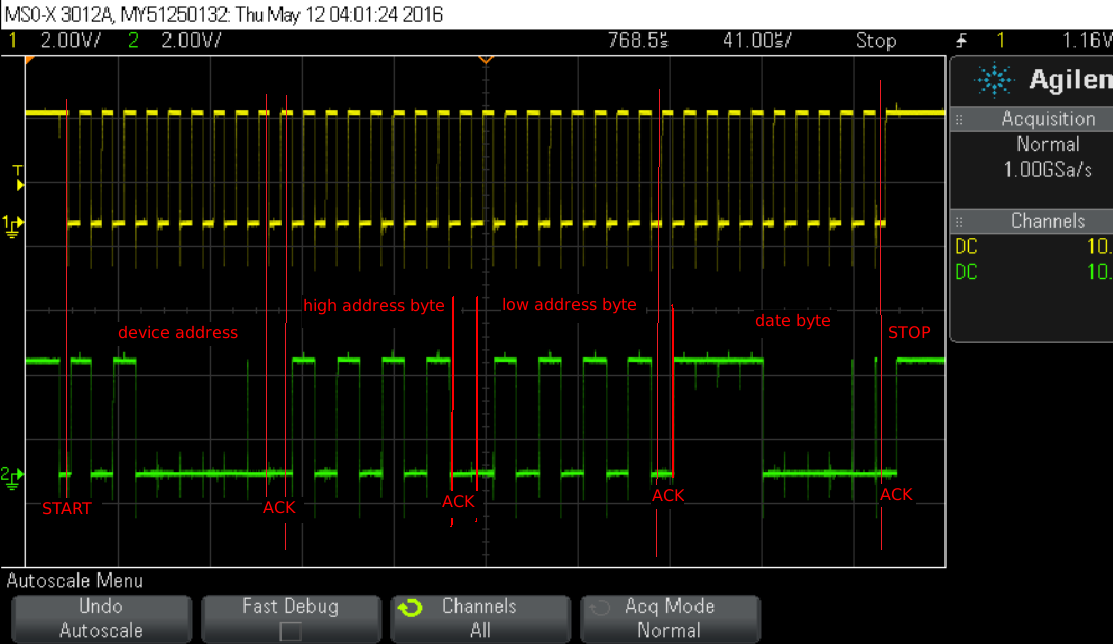 MSO-X 3012A, MY51250132: Thu May 12 04:01:24 2016
1 2.00V/ 2 2.00V/ 768.5us 41.00us/ Stop 1 1.16V
Agilen
Acquisition
Normal
1.00GSa/s
Channels
DC 10.
DC 10.
T
1
high address byte
low address byte
date byte
device address
STOP
2
START
ACK
ACK
ACK
ACK
Autoscale Menu
Undo
Autoscale
Fast Debug
Channels
All
Acq Mode
Normal